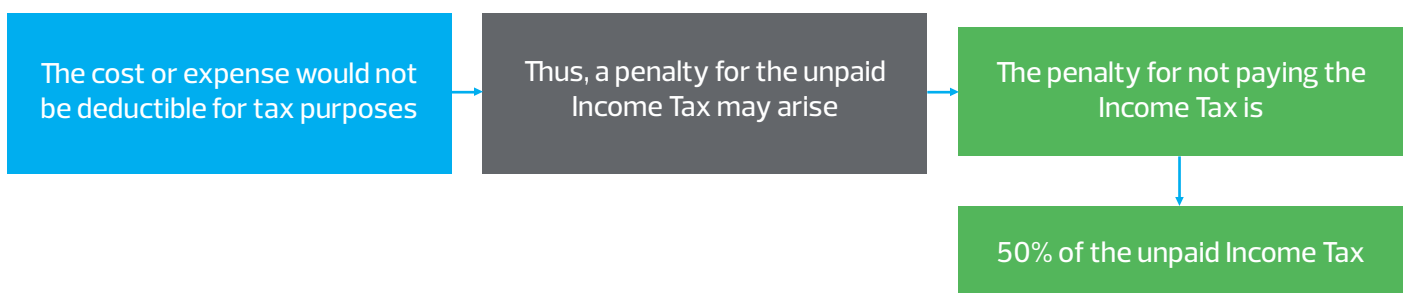 The cost or expense would not
be deductible for tax purposes
Thus, a penalty for the unpaid
Income Tax may arise
The penalty for not paying the
Income Tax is
50% of the unpaid Income Tax